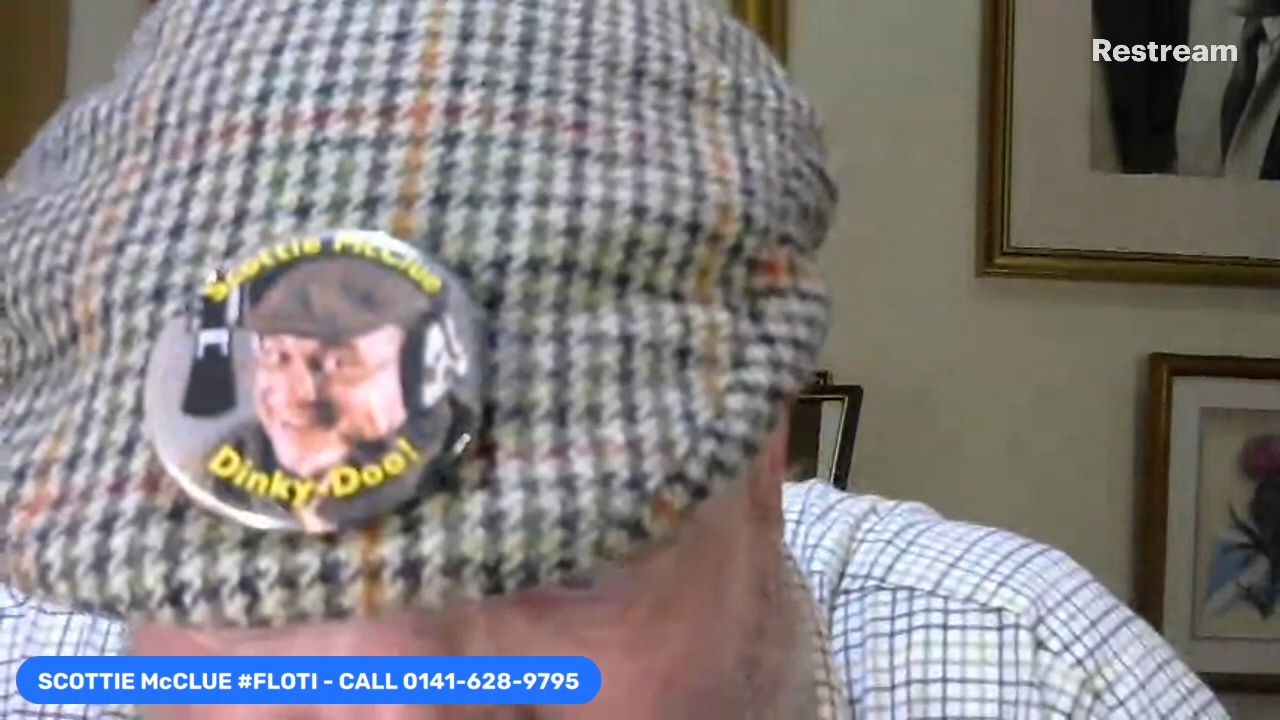 Restream
Scottie McClue
Dinky-Doo!
SCOTTIE McCLUE #FLOTI - CALL 0141-628-9795